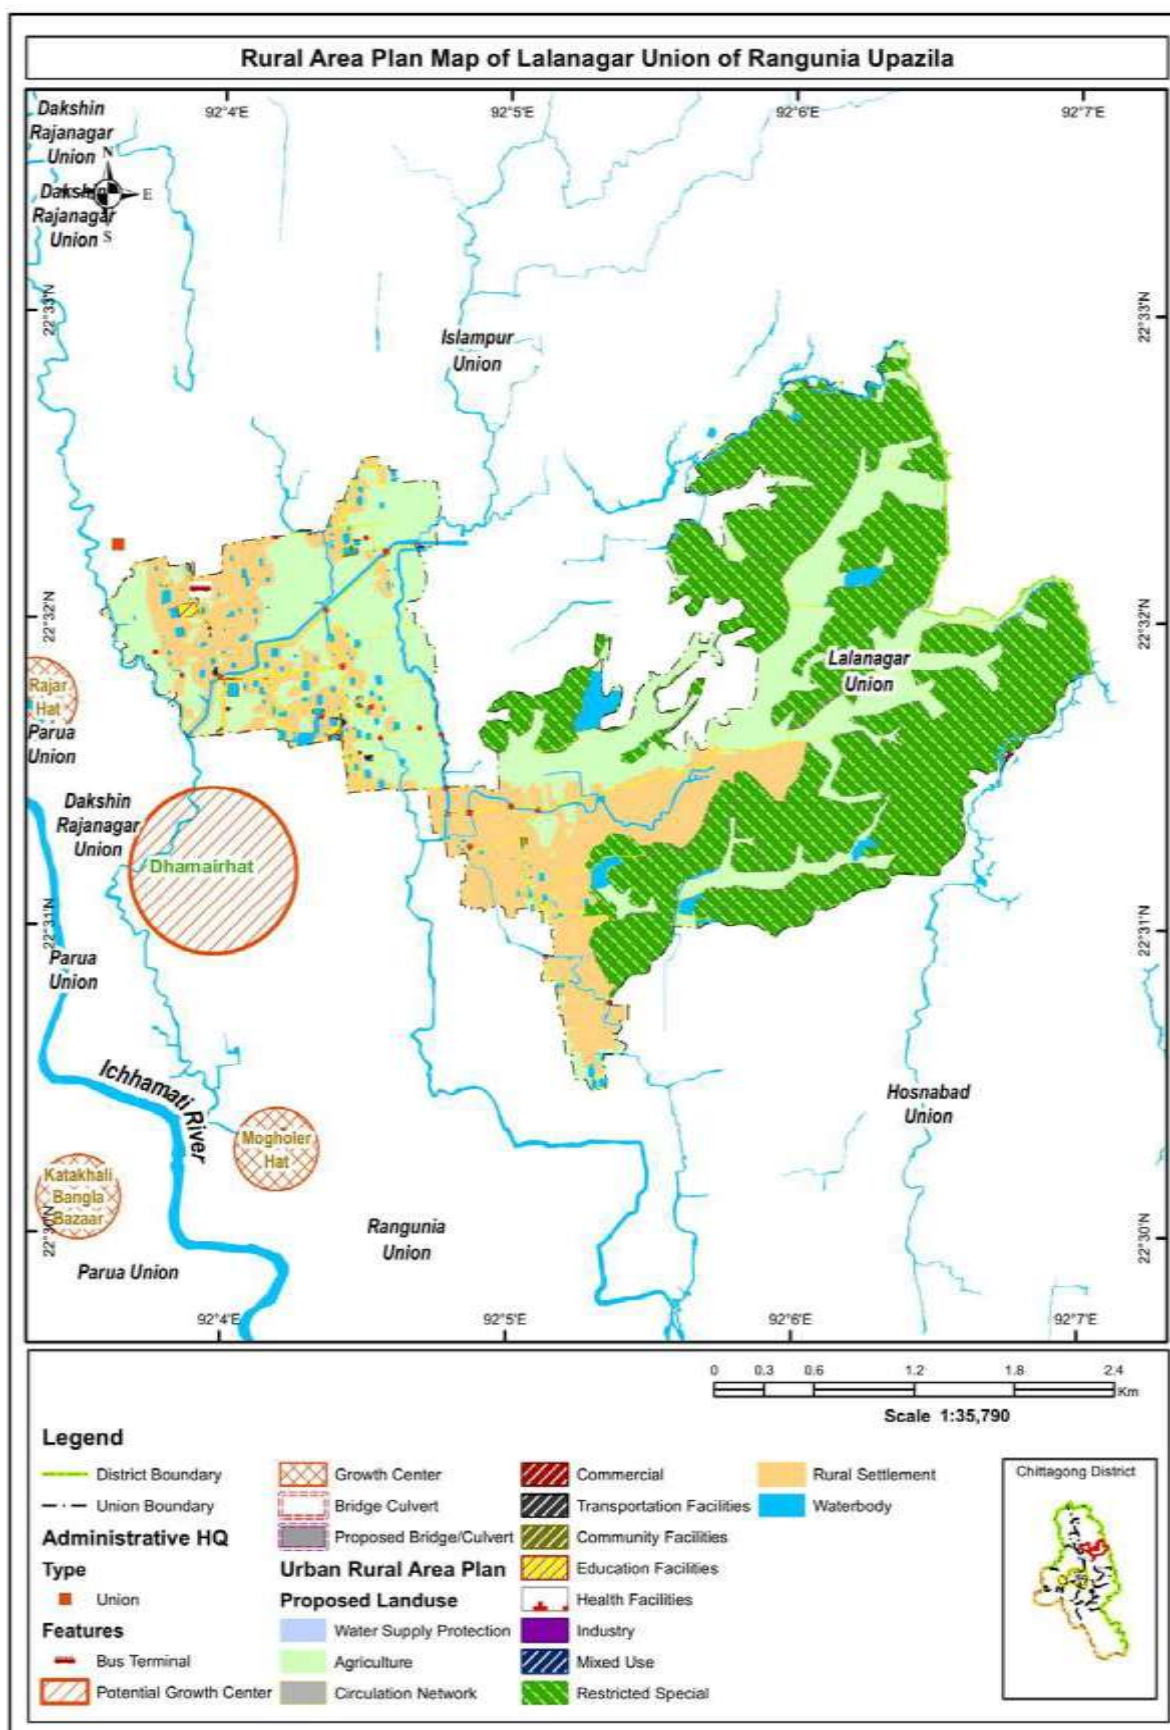 Rural Area Plan Map of Lalanagar Union of Rangunia Upazila
92°4'E
92°5'E
92°6'E
92°7'E
Dakshin
Rajanagar
Union
N
E
S
Dakshin
Rajanagar
Union
22°33'N
22°33'N
Islampur
Union
22°32'N
22°32'N
Lalanagar
Union
Rajar
Hat
Parua
Union
Dakshin
Rajanagar
Union
Dhamairhat
22°31'N
22°31'N
Parua
Union
Ichhamati River
Hosnabad
Union
Mogholer
Hat
Katakhali
Bangla
Bazaar
22°30'N
22°30'N
Rangunia
Union
Parua Union
92°4'E
92°5'E
92°6'E
92°7'E
0 0.3 0.6 1.2 1.8 2.4
Km
Scale 1:35,790
Legend
District Boundary
Union Boundary
Administrative HQ
Type
Union
Features
Bus Terminal
Potential Growth Center
Growth Center
Bridge Culvert
Proposed Bridge/Culvert
Urban Rural Area Plan
Proposed Landuse
Water Supply Protection
Agriculture
Circulation Network
Commercial
Transportation Facilities
Community Facilities
Education Facilities
Health Facilities
Industry
Mixed Use
Restricted Special
Rural Settlement
Waterbody
Chittagong District